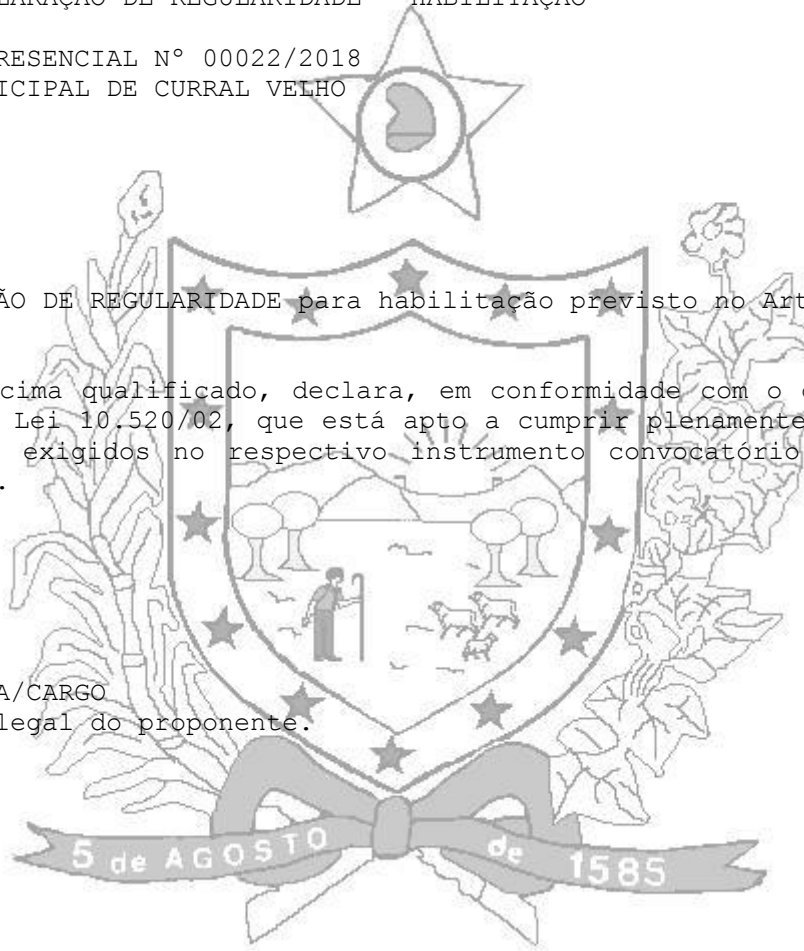 LARAÇÃO DE REGULARIDADE - HABILITAÇÃO
RESENCIAL Nº 00022/2018
ICIPAL DE CURRAL VELHO
ÃO DE REGULARIDADE para habilitação previsto no Art
cima qualificado, declara, em conformidade com o
Lei 10.520/02, que está apto a cumprir plenamente
exigidos no respectivo instrumento convocatório
.
A/CARGO
legal do proponente.
5 de AGOSTO de 1585